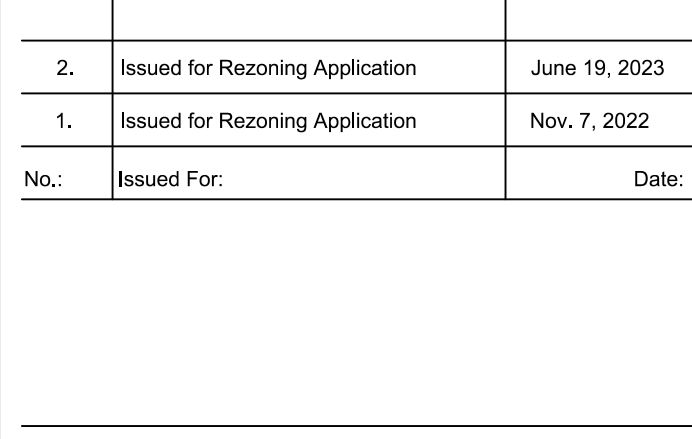 2. Issued for Rezoning Application June 19, 2023
1. Issued for Rezoning Application Nov. 7, 2022
No.: Issued For: Date: